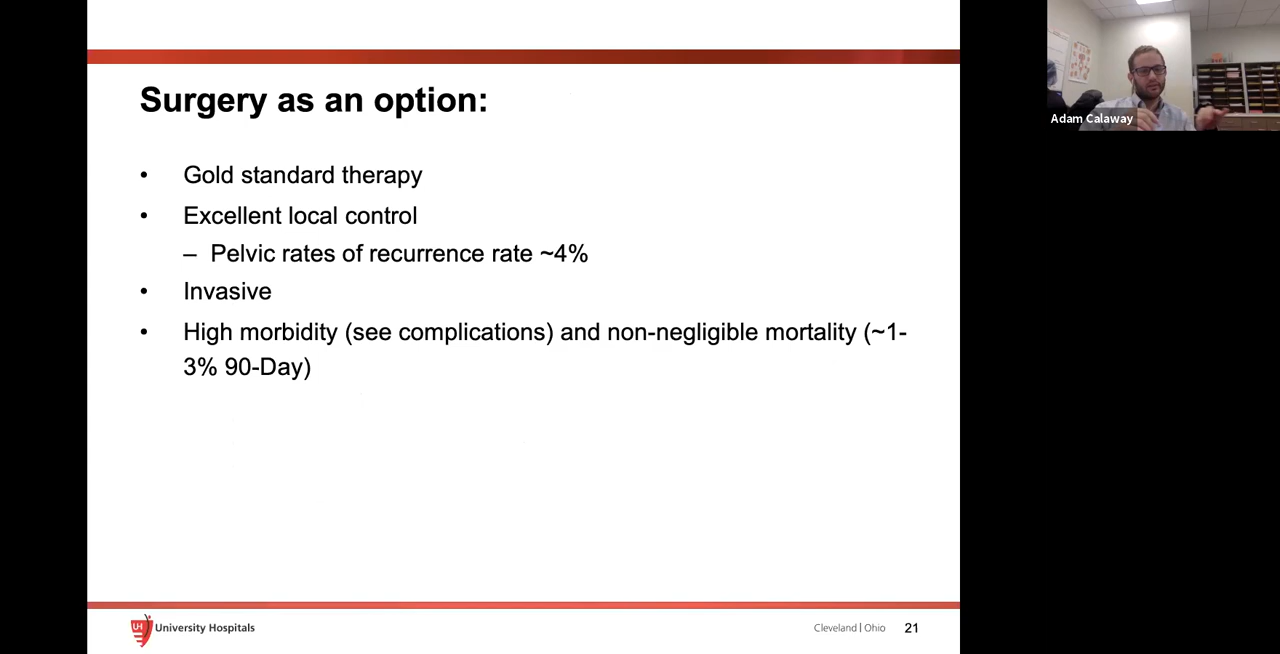 Surgery as an option:
• Gold standard therapy
• Excellent local control
– Pelvic rates of recurrence rate ~4%
• Invasive
• High morbidity (see complications) and non-negligible mortality (~1-
3% 90-Day)
UH University Hospitals
Cleveland | Ohio 21
Adam Calaway